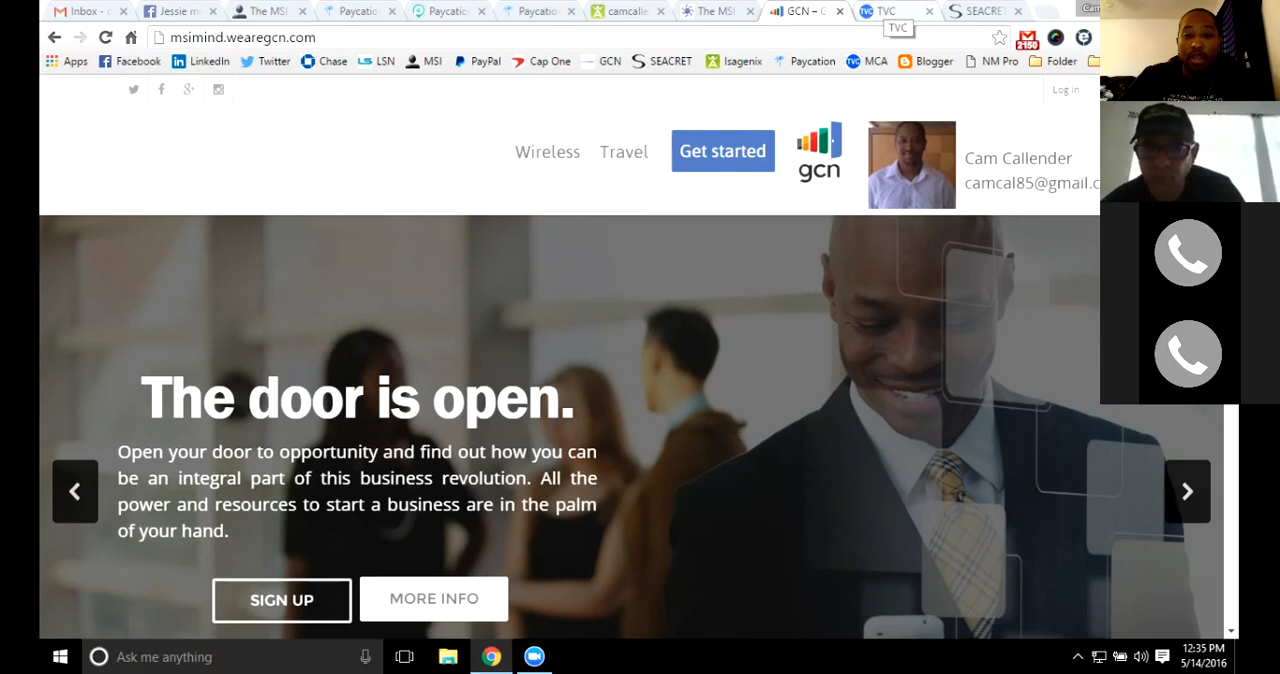 Inbox - c
Jessie m
The MSI
Paycatio
Paycatio
Paycatio
camcalle
The MSI
GCN – C
TVC
SEACRE
Cam
msimind.wearegcn.com
TVC
2150
Apps
Facebook
LinkedIn
Twitter
Chase
LSN
MSI
PayPal
Cap One
GCN
SEACRET
Isagenix
Paycation
MCA
Blogger
NM Pro
Folder
Log in
Wireless
Travel
Get started
gcn
Cam Callender
camcal85@gmail.c
The door is open.
Open your door to opportunity and find out how you can
be an integral part of this business revolution. All the
power and resources to start a business are in the palm
of your hand.
SIGN UP
MORE INFO
Ask me anything
12:35 PM
5/14/2016